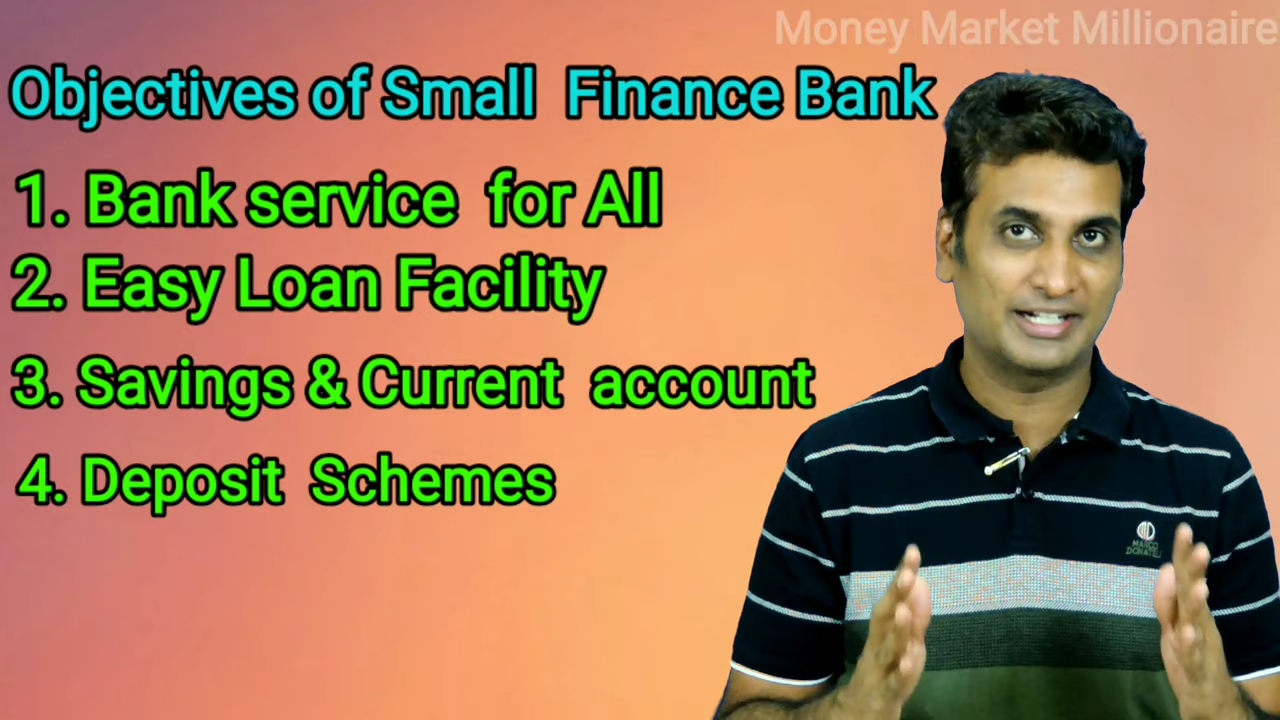 Money Market Millionaire
Objectives of Small Finance Bank
1. Bank service for All
2. Easy Loan Facility
3. Savings & Current account
4. Deposit Schemes
MARCO